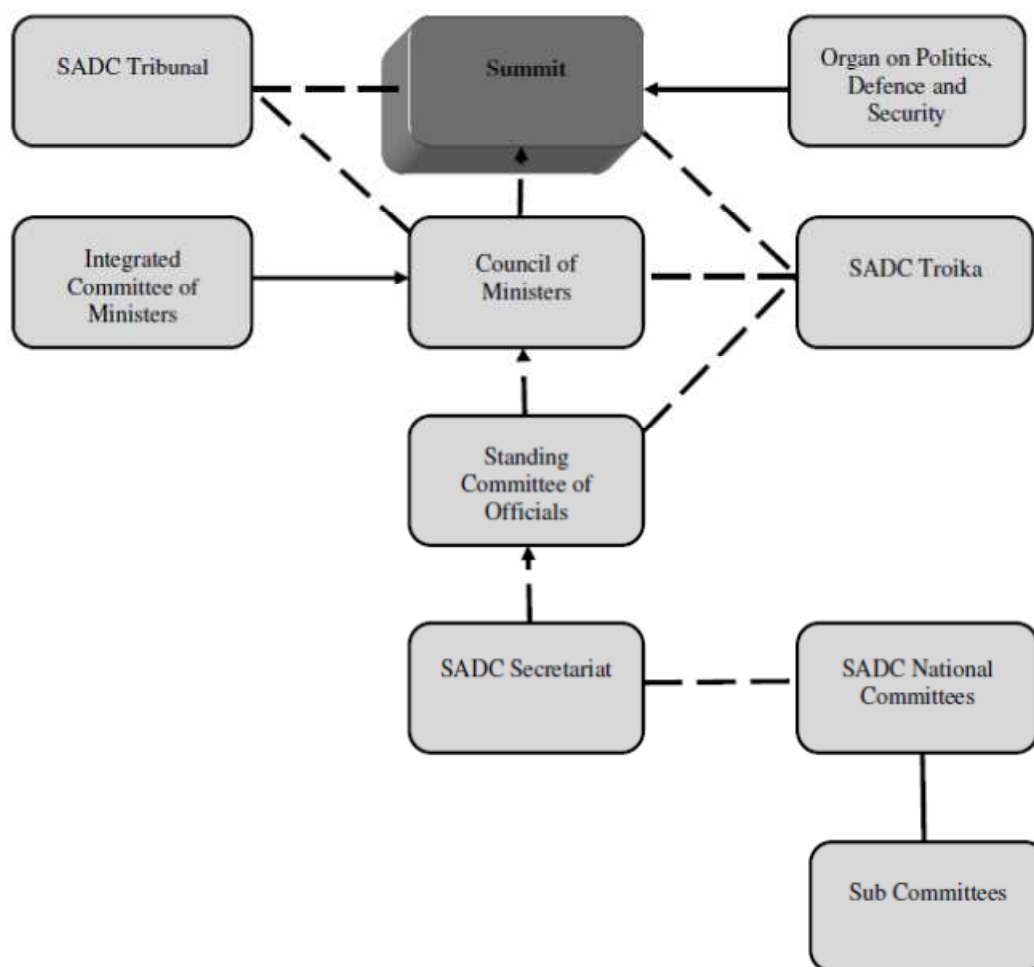 SADC Tribunal
Summit
Organ on Politics,
Defence and
Security
Integrated
Committee of
Ministers
Council of
Ministers
SADC Troika
Standing
Committee of
Officials
SADC Secretariat
SADC National
Committees
Sub Committees